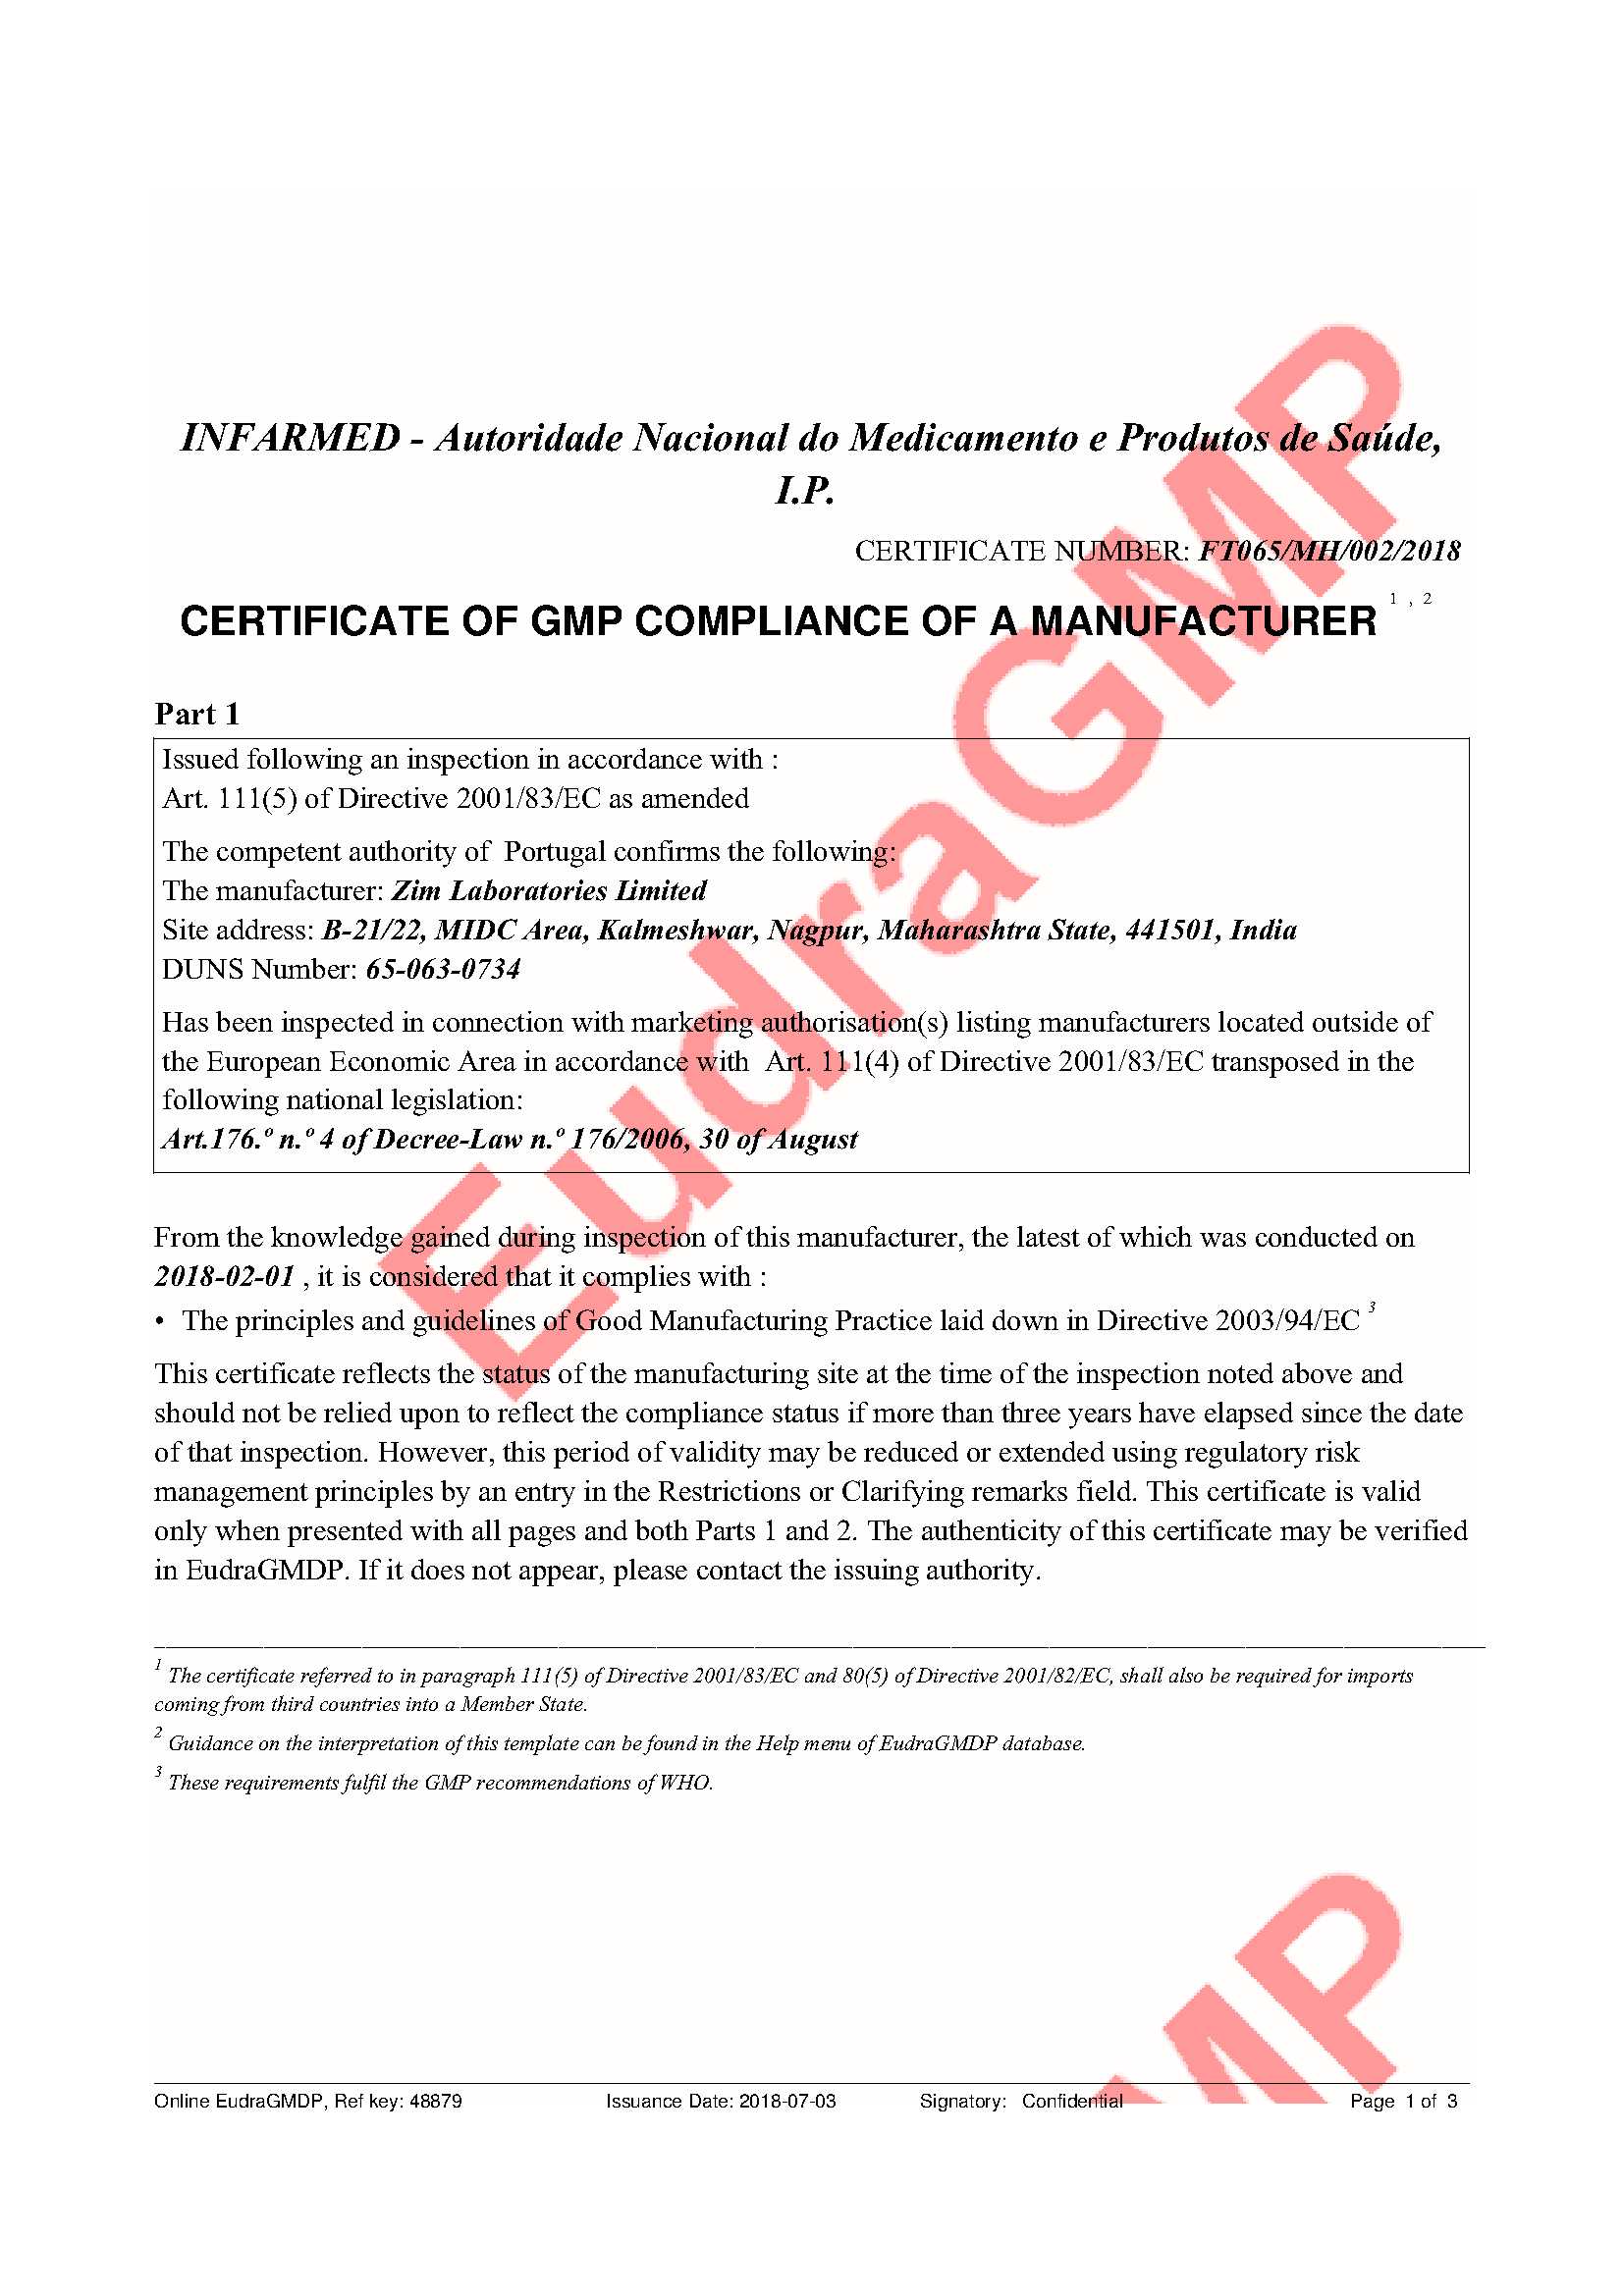 INFARMED - Autoridade Nacional do Medicamento e Produtos de Saúde,
I.P.
CERTIFICATE NUMBER: FT065/MH/002/2018
CERTIFICATE OF GMP COMPLIANCE OF A MANUFACTURER 1 , 2
Part 1
Issued following an inspection in accordance with :
Art. 111(5) of Directive 2001/83/EC as amended
The competent authority of Portugal confirms the following:
The manufacturer: Zim Laboratories Limited
Site address: B-21/22, MIDC Area, Kalmeshwar, Nagpur, Maharashtra State, 441501, India
DUNS Number: 65-063-0734
Has been inspected in connection with marketing authorisation(s) listing manufacturers located outside of
the European Economic Area in accordance with Art. 111(4) of Directive 2001/83/EC transposed in the
following national legislation:
Art.176.º n.º 4 of Decree-Law n.º 176/2006, 30 of August
From the knowledge gained during inspection of this manufacturer, the latest of which was conducted on
2018-02-01 , it is considered that it complies with :
• The principles and guidelines of Good Manufacturing Practice laid down in Directive 2003/94/EC 3
This certificate reflects the status of the manufacturing site at the time of the inspection noted above and
should not be relied upon to reflect the compliance status if more than three years have elapsed since the date
of that inspection. However, this period of validity may be reduced or extended using regulatory risk
management principles by an entry in the Restrictions or Clarifying remarks field. This certificate is valid
only when presented with all pages and both Parts 1 and 2. The authenticity of this certificate may be verified
in EudraGMDP. If it does not appear, please contact the issuing authority.
1 The certificate referred to in paragraph 111(5) of Directive 2001/83/EC and 80(5) of Directive 2001/82/EC, shall also be required for imports
coming from third countries into a Member State.
2 Guidance on the interpretation of this template can be found in the Help menu of EudraGMDP database.
3 These requirements fulfil the GMP recommendations of WHO.
Online EudraGMDP, Ref key: 48879 Issuance Date: 2018-07-03 Signatory: Confidential Page 1 of 3
EudraGMP
MP